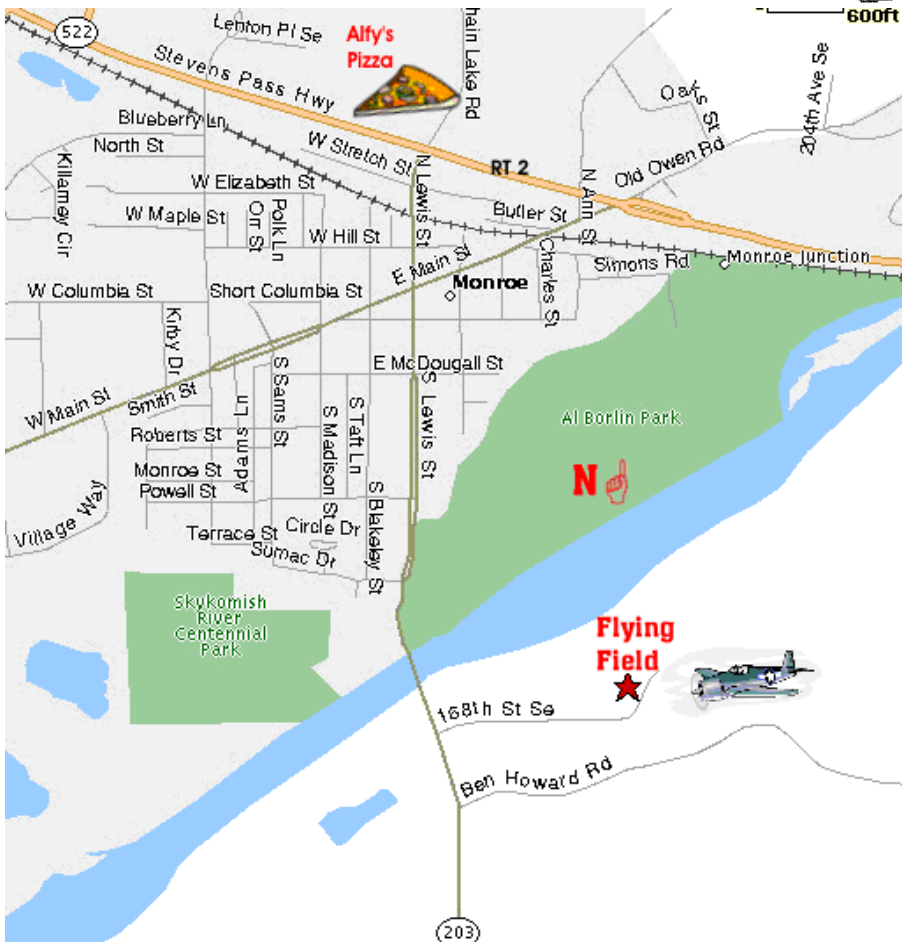 600ft
522
Lenton Pl Se
Alfy's
Pizza
hain Lake Rd
Stevens Pass Hwy
204th Ave Se
Blueberry Ln
North St
W Stretch St
RT 2
N Ann St
Old Owen Rd
Killarney Cir
W Elizabeth St
N Lewis St
W Maple St
Orr St
Polk Ln
W Hill St
Butler St
E Main St
Charles St
Simons Rd
Monroe Junction
W Columbia St
Short Columbia St
Monroe
Kirby Dr
E McDougall St
W Main St
Smith St
S Sams St
S Lewis St
Al Borlin Park
Roberts St
Adams Ln
S Madison St
S Taft Ln
Monroe St
Powell St
N
Village Way
S Blakeley St
Terrace St
Circle Dr
Sumac Dr
Skykomish
River
Centennial
Park
Flying
Field
168th St Se
Ben Howard Rd
203